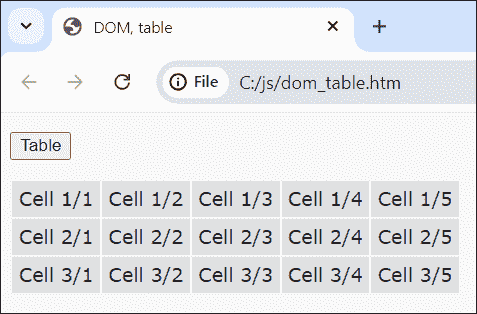 DOM, table
File C:/js/dom_table.htm
Table
Cell 1/1 Cell 1/2 Cell 1/3 Cell 1/4 Cell 1/5
Cell 2/1 Cell 2/2 Cell 2/3 Cell 2/4 Cell 2/5
Cell 3/1 Cell 3/2 Cell 3/3 Cell 3/4 Cell 3/5